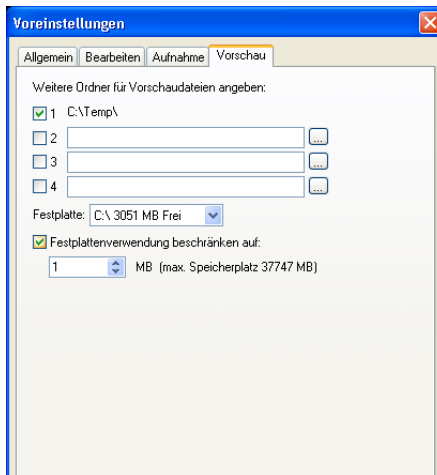 Voreinstellungen
Allgemein Bearbeiten Aufnahme Vorschau
Weitere Ordner für Vorschaudateien angeben:
1 C:\Temp\
2 ...
3 ...
4 ...
Festplatte: C:\ 3051 MB Frei
Festplattenverwendung beschränken auf:
1 MB (max. Speicherplatz 37747 MB)